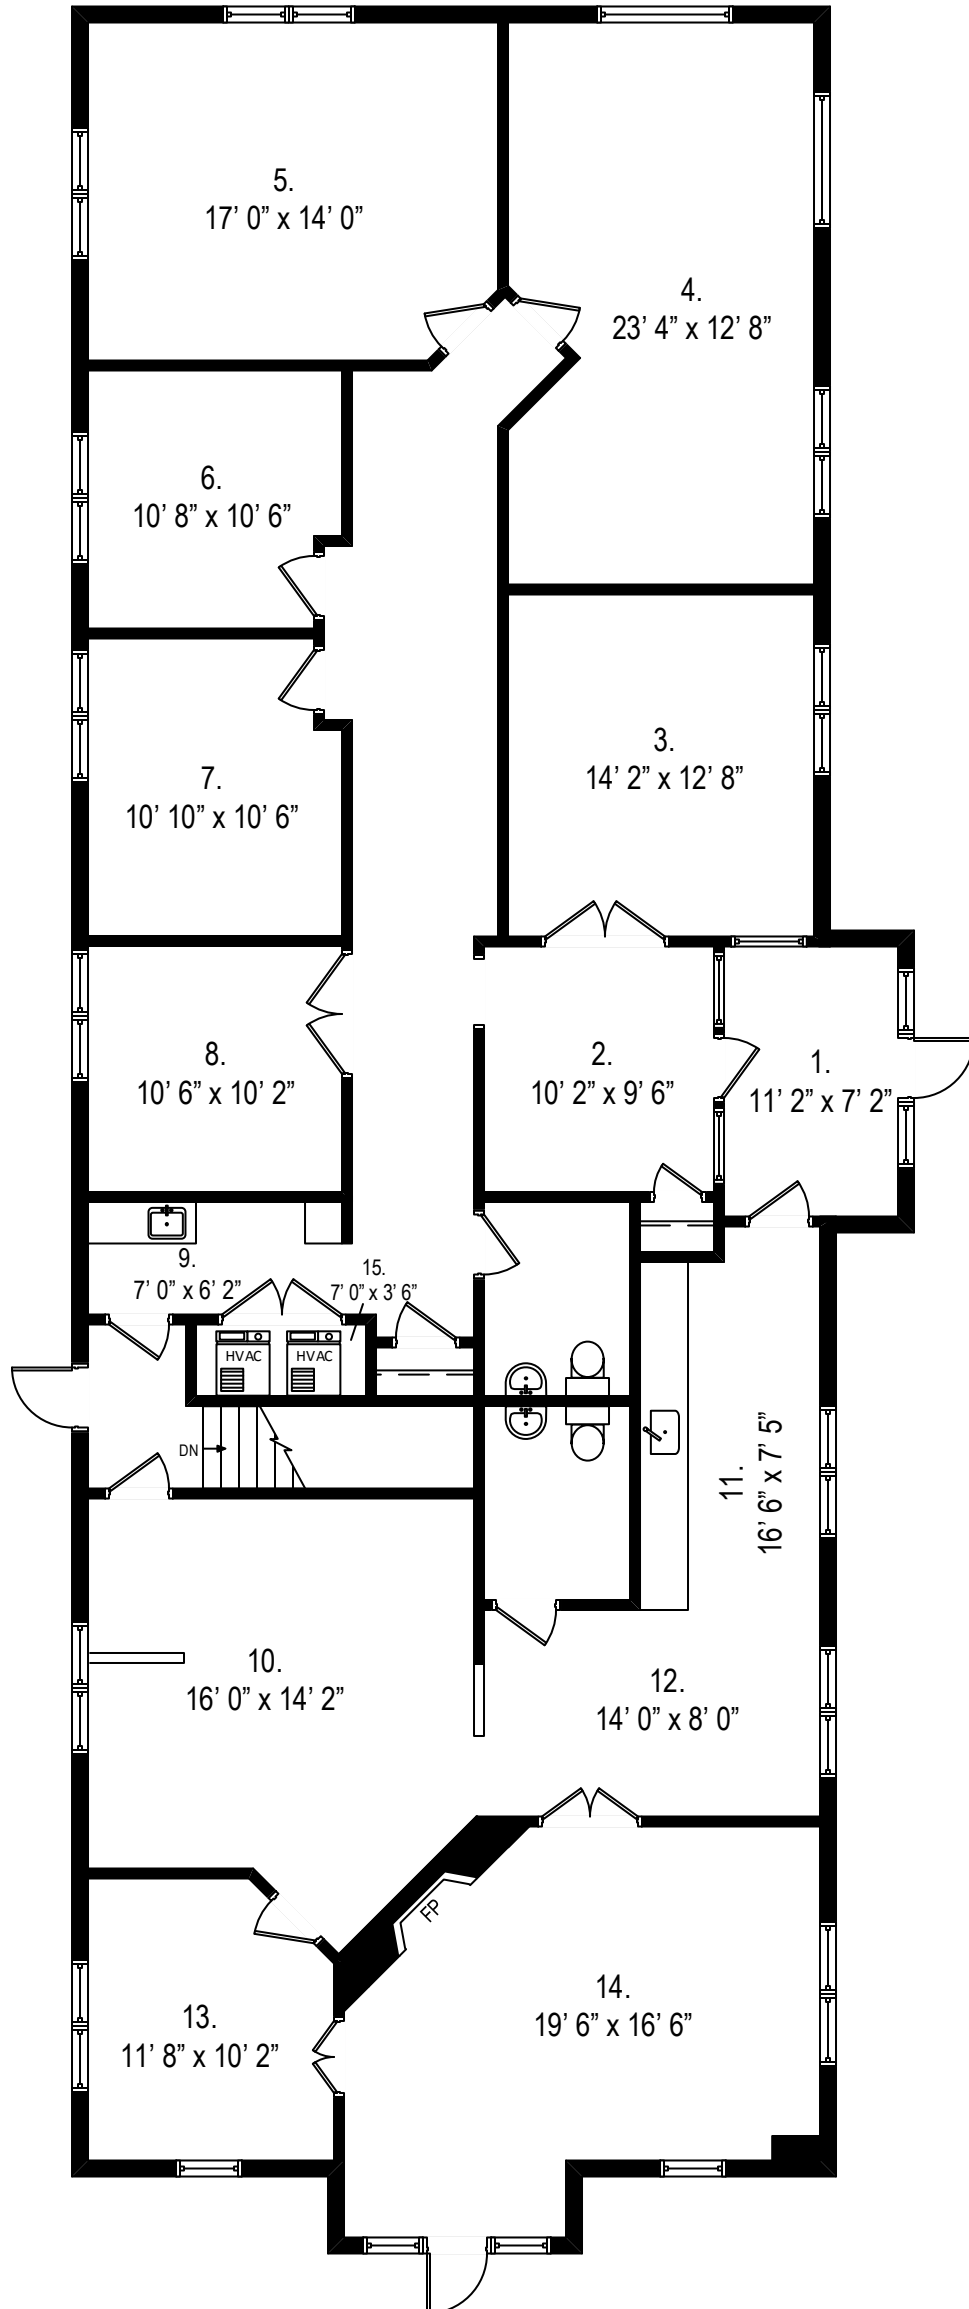 5.
17’ 0” x 14’ 0”
4.
23’ 4” x 12’ 8”
6.
10’ 8” x 10’ 6”
3.
14’ 2” x 12’ 8”
7.
10’ 10” x 10’ 6”
8.
10’ 6” x 10’ 2”
2.
10’ 2” x 9’ 6”
1.
11’ 2” x 7’ 2”
9.
7’ 0” x 6’ 2”
15.
7’ 0” x 3’ 6”
HVAC
HVAC
DN
11.
16’ 6” x 7’ 5”
10.
16’ 0” x 14’ 2”
12.
14’ 0” x 8’ 0”
FP
13.
11’ 8” x 10’ 2”
14.
19’ 6” x 16’ 6”